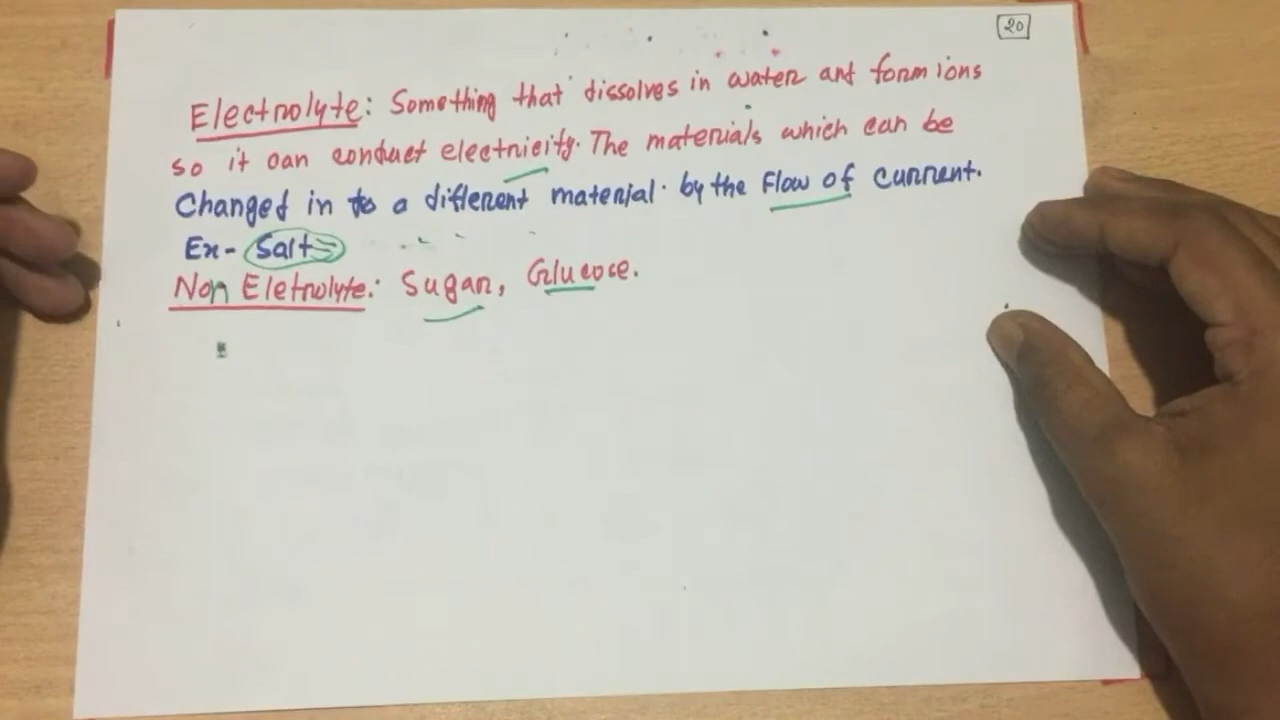 20
Electrolyte: Something that dissolves in water and form ions
so it can conduct electricity. The materials which can be
Changed in to a different material. by the Flow of current.
Ex- Salt
Non Eletrolyte: Sugar, Glucose.